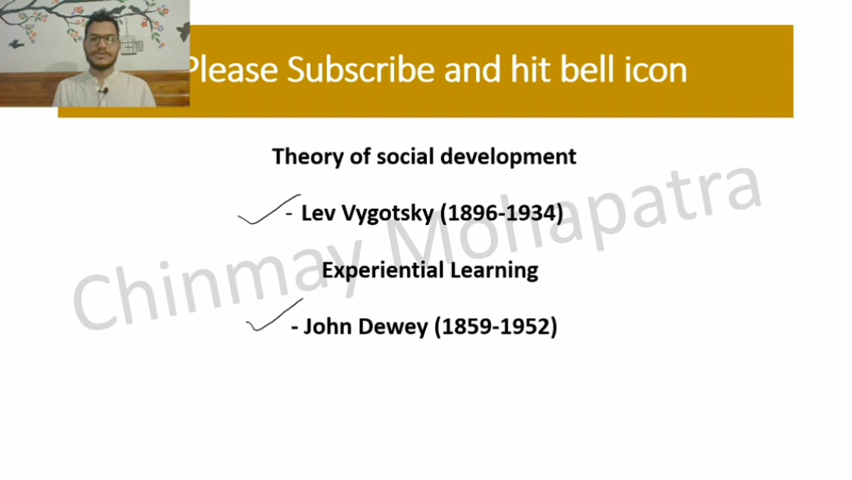 Please Subscribe and hit bell icon
Theory of social development
- Lev Vygotsky (1896-1934)
Experiential Learning
- John Dewey (1859-1952)
Chinmay Mohapatra